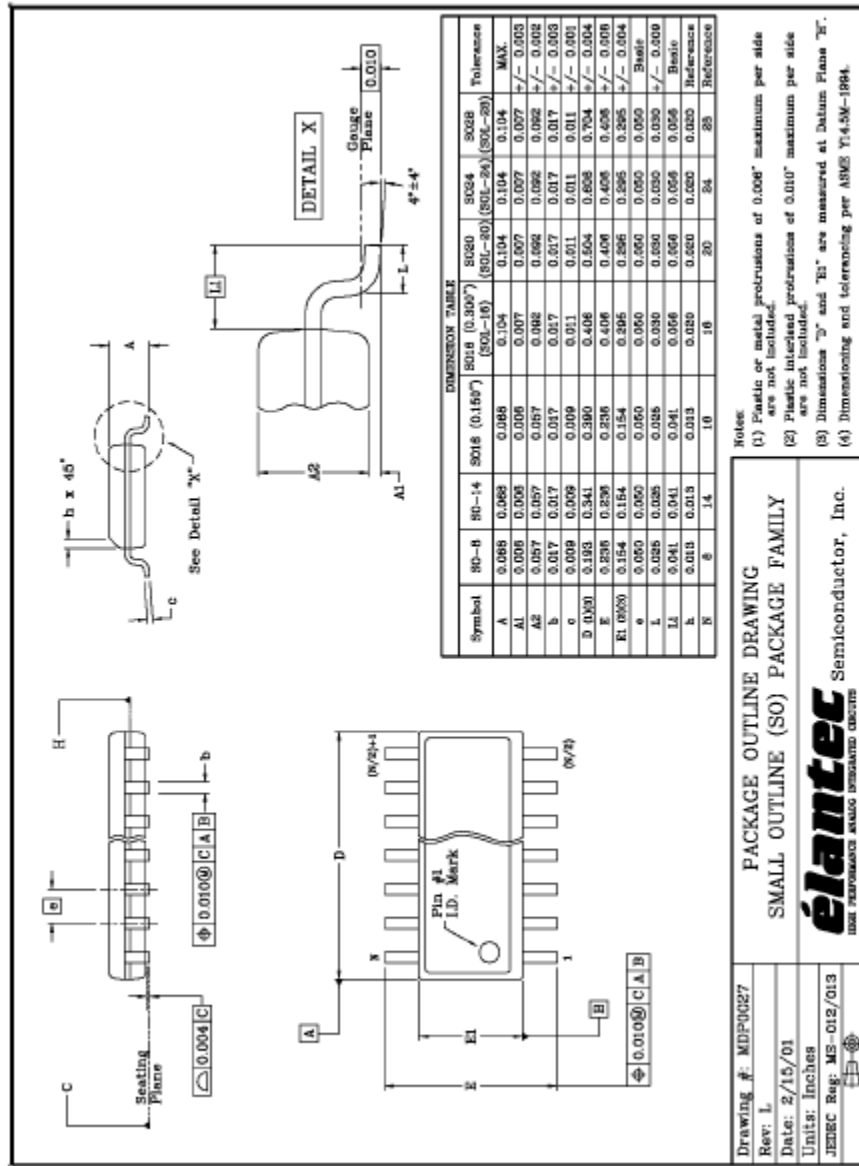 C
Seating
Plane
0.004 C
e
0.010 M C A B
b
H
c
See Detail "X"
h x 45°
A
A
N
(N/2)+1
Pin #1
I.D. Mark
1
(N/2)
D
E
E1
B
0.010 M C A B
A2
A1
L1
L
DETAIL X
Gauge
Plane
0.010
4°±4°
DIMENSION TABLE
Symbol SO-8 SO-14 SO16 (0.150") SO16 (0.300") (SOL-16) SO20 (SOL-20) SO24 (SOL-24) SO28 (SOL-28) Tolerance
A 0.068 0.068 0.068 0.104 0.104 0.104 0.104 MAX.
A1 0.006 0.006 0.006 0.007 0.007 0.007 0.007 +/- 0.003
A2 0.057 0.057 0.057 0.092 0.092 0.092 0.092 +/- 0.002
b 0.017 0.017 0.017 0.017 0.017 0.017 0.017 +/- 0.003
c 0.009 0.009 0.009 0.011 0.011 0.011 0.011 +/- 0.001
D (1)(3) 0.193 0.341 0.390 0.406 0.504 0.606 0.704 +/- 0.004
E 0.236 0.236 0.236 0.406 0.406 0.406 0.406 +/- 0.008
E1 (2)(3) 0.154 0.154 0.154 0.295 0.295 0.295 0.295 +/- 0.004
e 0.050 0.050 0.050 0.050 0.050 0.050 0.050 Basic
L 0.025 0.025 0.025 0.030 0.030 0.030 0.030 +/- 0.009
L1 0.041 0.041 0.041 0.056 0.056 0.056 0.056 Basic
h 0.013 0.013 0.013 0.020 0.020 0.020 0.020 Reference
N 8 14 16 16 20 24 28 Reference
Drawing #: MDP0027
Rev: L
Date: 2/15/01
Units: Inches
JEDEC Reg: MS-012/013
PACKAGE OUTLINE DRAWING
SMALL OUTLINE (SO) PACKAGE FAMILY
élantec Semiconductor, Inc.
HIGH PERFORMANCE ANALOG INTEGRATED CIRCUITS
Notes:
(1) Plastic or metal protrusions of 0.006" maximum per side
are not included.
(2) Plastic interlead protrusions of 0.010" maximum per side
are not included.
(3) Dimensions "D" and "E1" are measured at Datum Plane "H".
(4) Dimensioning and tolerancing per ASME Y14.5M-1994.